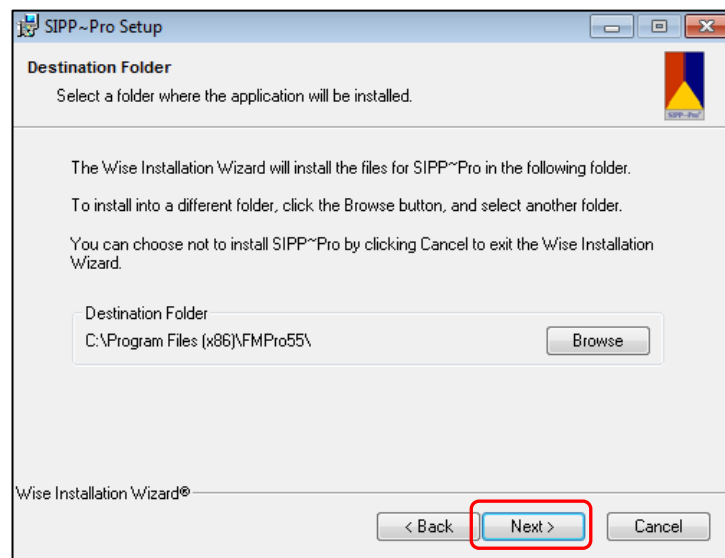 SIPP~Pro Setup
Destination Folder
Select a folder where the application will be installed.
SIPP~Pro
The Wise Installation Wizard will install the files for SIPP~Pro in the following folder.
To install into a different folder, click the Browse button, and select another folder.
You can choose not to install SIPP~Pro by clicking Cancel to exit the Wise Installation
Wizard.
Destination Folder
C:\Program Files (x86)\FMPro55\
Browse
Wise Installation Wizard®
< Back
Next >
Cancel